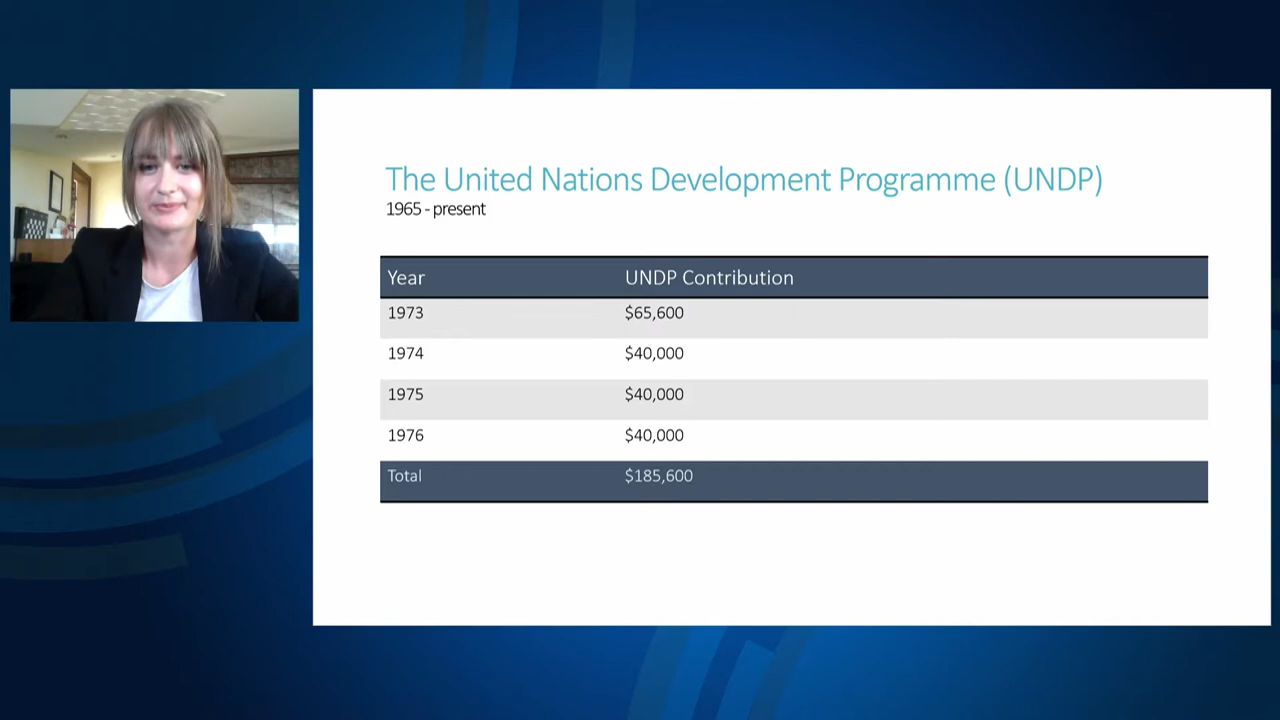 The United Nations Development Programme (UNDP)
1965 - present
Year UNDP Contribution
1973 $65,600
1974 $40,000
1975 $40,000
1976 $40,000
Total $185,600